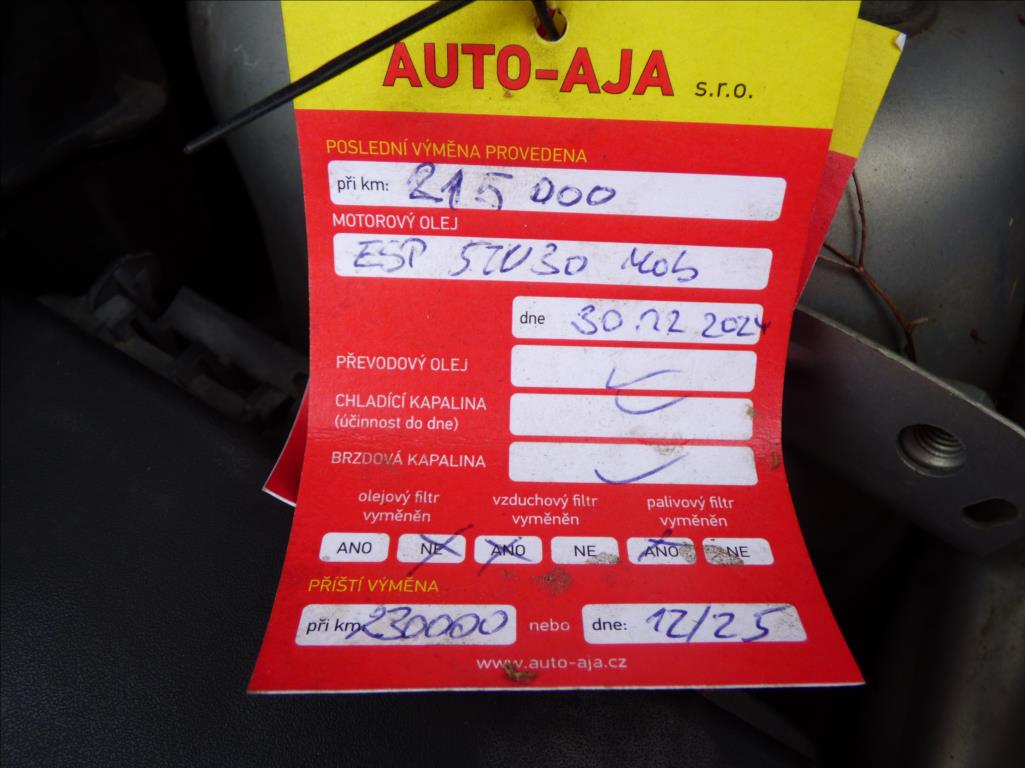 AUTO-AJA s.r.o.
POSLEDNÍ VÝMĚNA PROVEDENA
při km: 215 000
MOTOROVÝ OLEJ
ESP 5W30 Mob
dne 30.12 2024
PŘEVODOVÝ OLEJ
CHLADÍCÍ KAPALINA
(účinnost do dne)
BRZDOVÁ KAPALINA
olejový filtr vzduchový filtr palivový filtr
vyměněn vyměněn vyměněn
ANO NE ANO NE ANO NE
PŘÍŠTÍ VÝMĚNA
při km: 230000 nebo dne: 12/25
www.auto-aja.cz